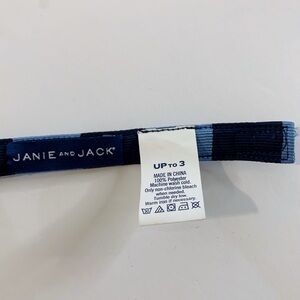 JANIE AND JACK®
UP TO 3
MADE IN CHINA
100% Polyester
Machine wash cold.
Only non-chlorine bleach
when needed.
Tumble dry low.
Warm iron if necessary.